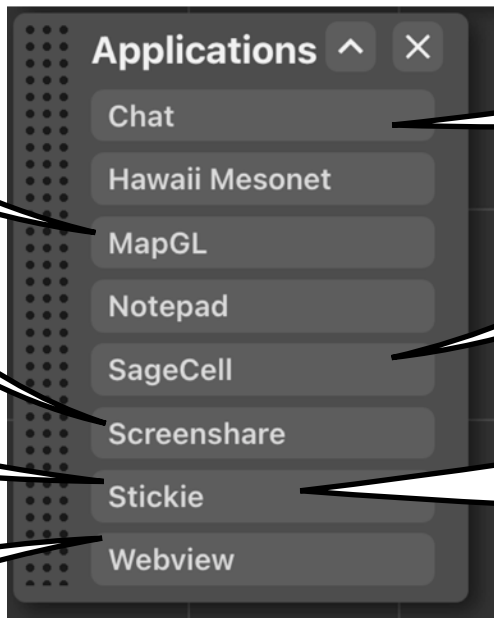 Applications
Chat
Hawaii Mesonet
MapGL
Notepad
SageCell
Screenshare
Stickie
Webview